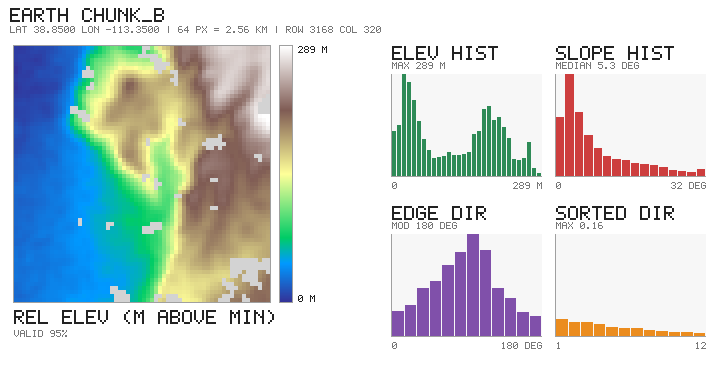 EARTH CHUNK_B
LAT 38.8500 LON -113.3500 | 64 PX = 2.56 KM | ROW 3168 COL 320
289 M
0 M
REL ELEV (M ABOVE MIN)
VALID 95%
ELEV HIST
MAX 289 M
0 289 M
SLOPE HIST
MEDIAN 5.3 DEG
0 32 DEG
EDGE DIR
MOD 180 DEG
0 180 DEG
SORTED DIR
MAX 0.16
1 12